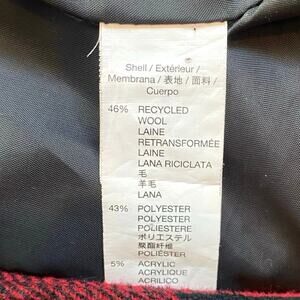 Shell / Extérieur /
Membrana / 表地 / 面料 /
Cuerpo
46% RECYCLED
WOOL
LAINE
RETRANSFORMÉE
LAINE
LANA RICICLATA
毛
羊毛
LANA
43% POLYESTER
POLYESTER
POLIESTERE
ポリエステル
聚酯纤维
POLIÉSTER
5% ACRYLIC
ACRYLIQUE
ACRILICO